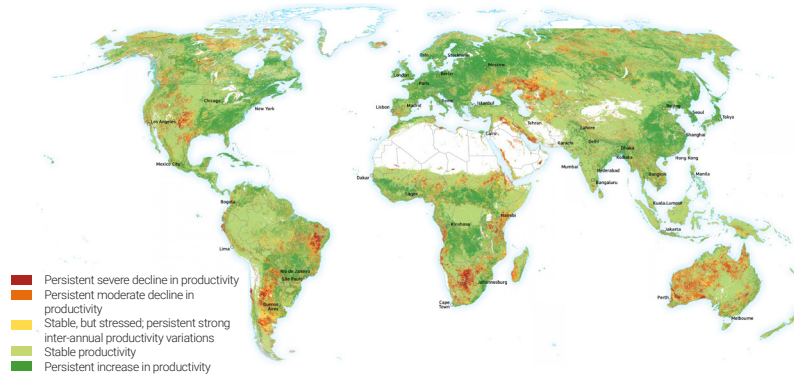 Stockholm
Moscow
London
Berlin
Paris
Rome
Istanbul
Madrid
Lisbon
Chicago
New York
Los Angeles
Beijing
Seoul
Tokyo
Tehran
Lahore
Shanghai
Cairo
Delhi
Karachi
Dhaka
Kolkata
Hong Kong
Mexico City
Mumbai
Hyderabad
Dakar
Bangkok
Manila
Bengaluru
Lagos
Bogota
Kuala Lumpur
Nairobi
Kinshasa
Jakarta
Lima
Rio de Janeiro
São Paulo
Johannesburg
Perth
Buenos
Aires
Cape
Town
Melbourne
Persistent severe decline in productivity
Persistent moderate decline in
productivity
Stable, but stressed; persistent strong
inter-annual productivity variations
Stable productivity
Persistent increase in productivity